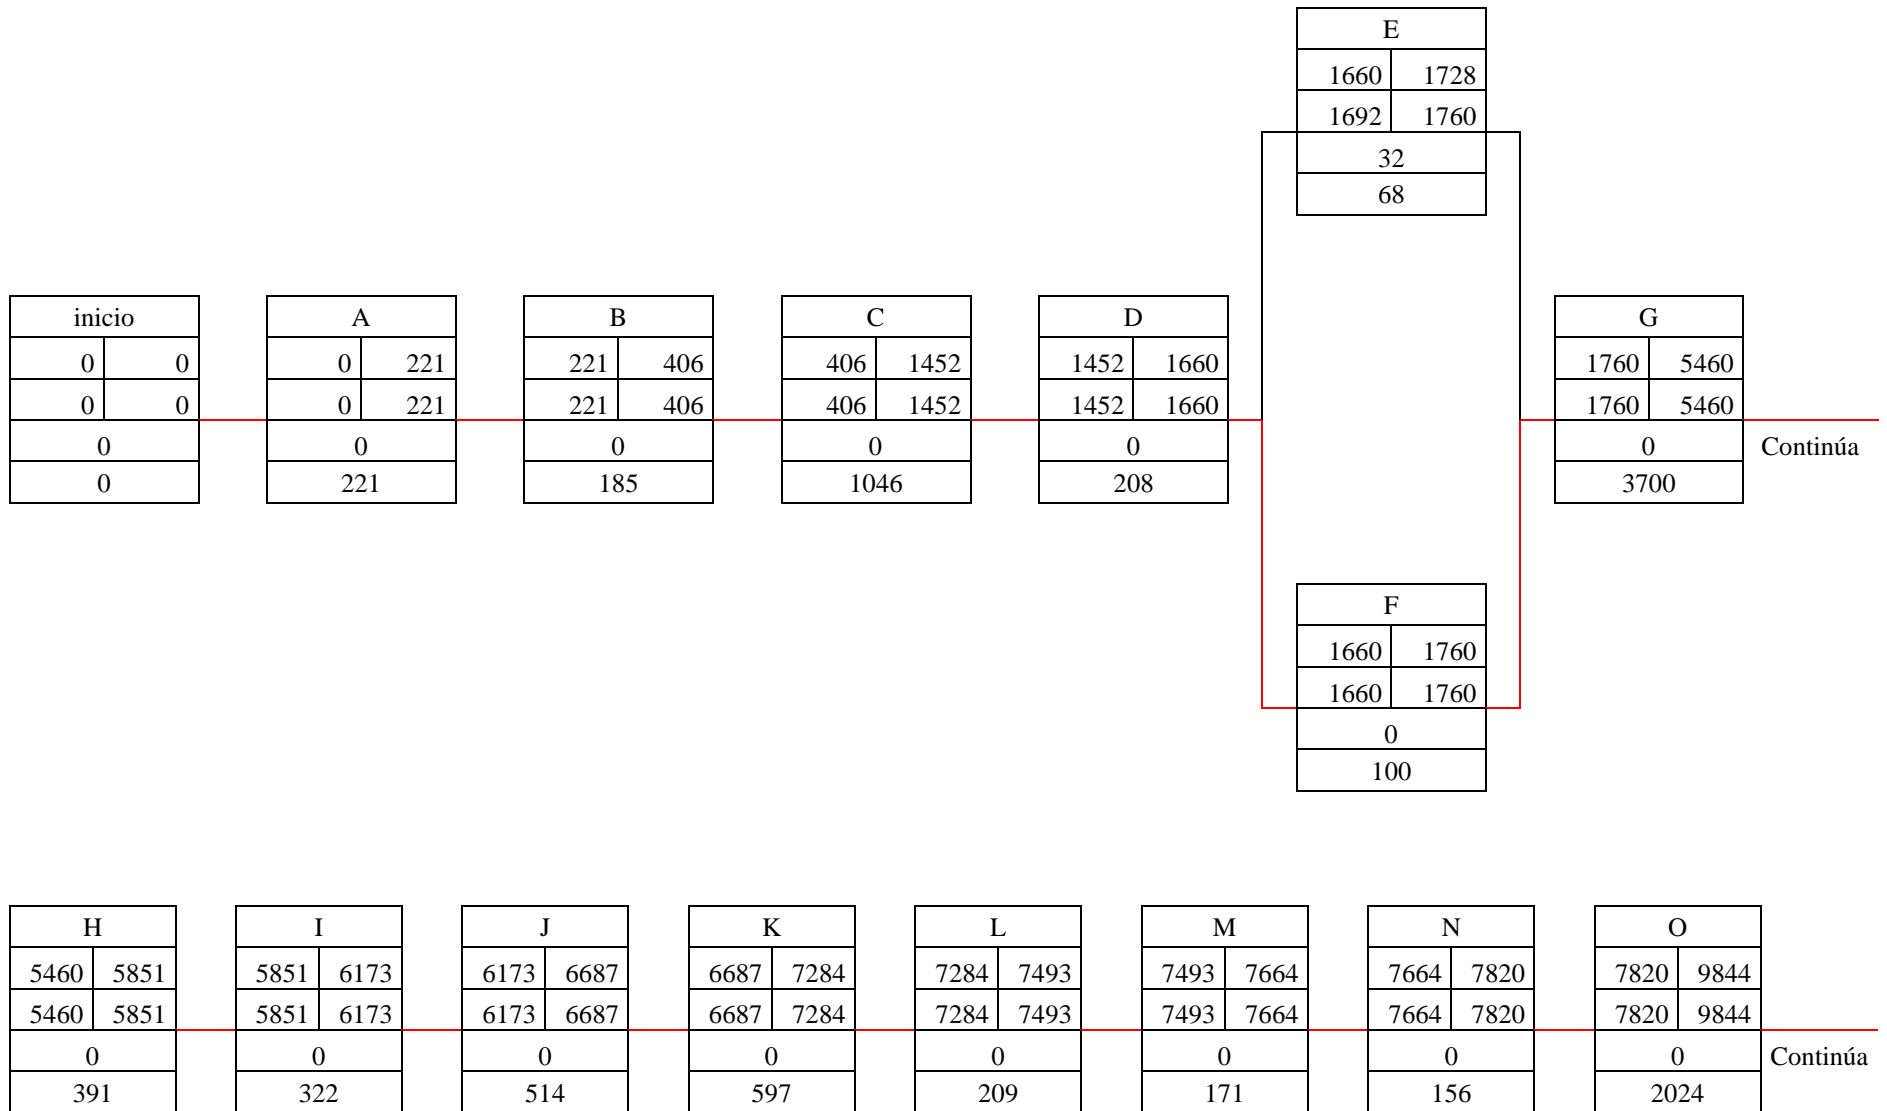 E
1660 1728
1692 1760
32
68
inicio A B C D G
0 0 0 221 221 406 406 1452 1452 1660 1760 5460
0 0 0 221 221 406 406 1452 1452 1660 1760 5460
0 0 0 0 0 0 Continúa
0 221 185 1046 208 3700
F
1660 1760
1660 1760
0
100
H I J K L M N O
5460 5851 5851 6173 6173 6687 6687 7284 7284 7493 7493 7664 7664 7820 7820 9844
5460 5851 5851 6173 6173 6687 6687 7284 7284 7493 7493 7664 7664 7820 7820 9844
0 0 0 0 0 0 0 0 Continúa
391 322 514 597 209 171 156 2024